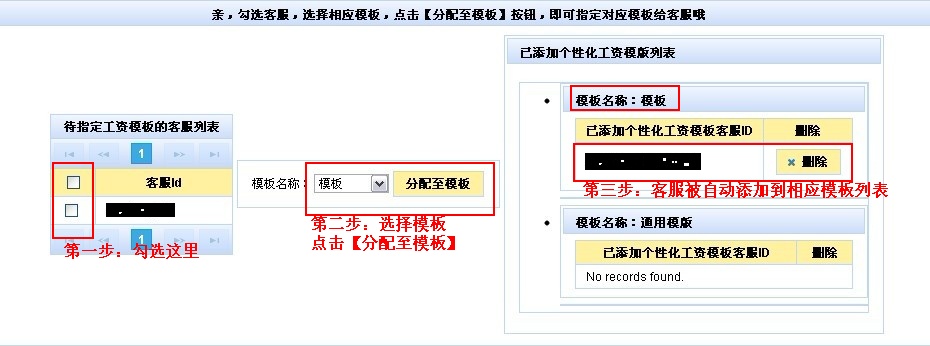 亲，勾选客服，选择相应模板，点击【分配至模板】按钮，即可指定对应模板给客服哦
待指定工资模板的客服列表
1
客服Id
1
第一步：勾选这里
模板名称： 模板 分配至模板
第二步：选择模板
点击【分配至模板】
已添加个性化工资模版列表
模板名称：模板
已添加个性化工资模板客服ID 删除
删除
第三步：客服被自动添加到相应模板列表
模板名称：通用模版
已添加个性化工资模板客服ID 删除
No records found.